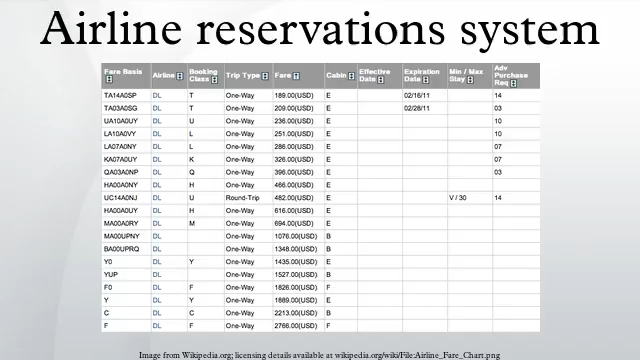 Airline reservations system
Fare Basis Airline Booking Class Trip Type Fare Cabin Effective Date Expiration Date Min / Max Stay Adv Purchase Req
TA14A0SP DL T One-Way 189.00(USD) E 02/16/11 14
TA03A0SG DL T One-Way 209.00(USD) E 02/28/11 03
UA10A0UY DL U One-Way 236.00(USD) E 10
LA10A0VY DL L One-Way 251.00(USD) E 10
LA07A0NY DL L One-Way 286.00(USD) E 07
KA07A0UY DL K One-Way 326.00(USD) E 07
QA03A0NP DL Q One-Way 396.00(USD) E 03
HA00A0NY DL H One-Way 466.00(USD) E
UC14A0NJ DL U Round-Trip 482.00(USD) E V / 30 14
HA00A0UY DL H One-Way 616.00(USD) E
MA00A0RY DL M One-Way 694.00(USD) E
MA00UPNY DL One-Way 1076.00(USD) B
BA00UPRQ DL One-Way 1348.00(USD) B
Y0 DL Y One-Way 1435.00(USD) E
YUP DL One-Way 1527.00(USD) B
F0 DL F One-Way 1826.00(USD) F
Y DL Y One-Way 1889.00(USD) E
C DL C One-Way 2213.00(USD) B
F DL F One-Way 2766.00(USD) F
Image from Wikipedia.org; licensing details available at wikipedia.org/wiki/File:Airline_Fare_Chart.png